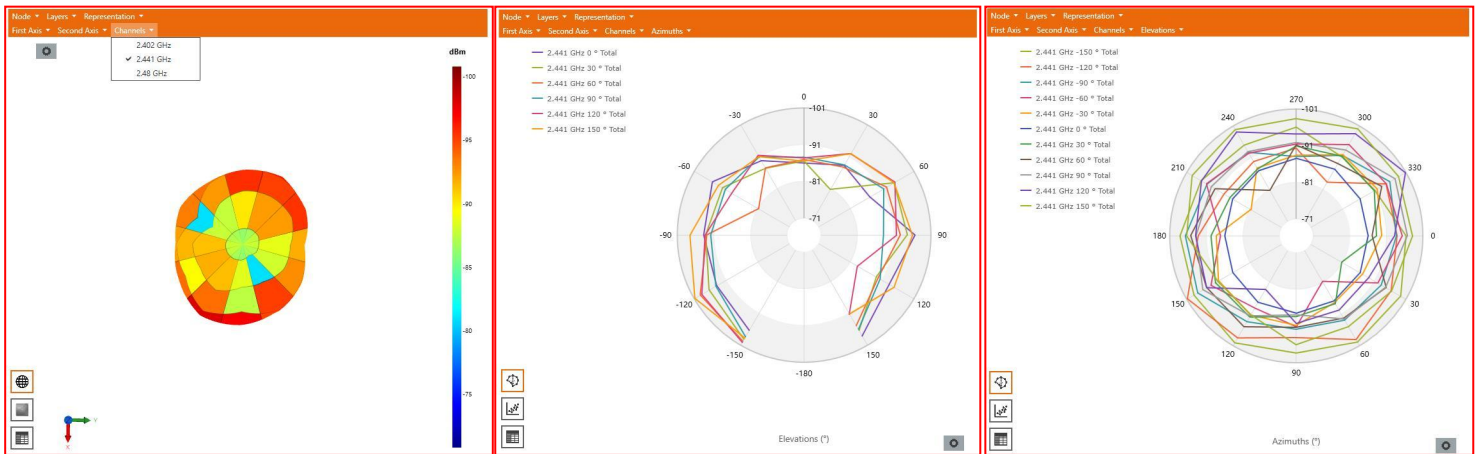 Node Layers Representation
First Axis Second Axis Channels
2.402 GHz
2.441 GHz
2.48 GHz
dBm
-100
-95
-90
-85
-80
-75
Y
X
Node Layers Representation
First Axis Second Axis Channels Azimuths
2.441 GHz 0 ° Total
2.441 GHz 30 ° Total
2.441 GHz 60 ° Total
2.441 GHz 90 ° Total
2.441 GHz 120 ° Total
2.441 GHz 150 ° Total
0
-30 -101 30
-91
-60 60
-81
-71
-90 90
-120 120
-150 150
-180
Elevations (°)
Node Layers Representation
First Axis Second Axis Channels Elevations
2.441 GHz -150 ° Total
2.441 GHz -120 ° Total
2.441 GHz -90 ° Total
2.441 GHz -60 ° Total
2.441 GHz -30 ° Total
2.441 GHz 0 ° Total
2.441 GHz 30 ° Total
2.441 GHz 60 ° Total
2.441 GHz 90 ° Total
2.441 GHz 120 ° Total
2.441 GHz 150 ° Total
270
240 -101 300
-91
210 330
-81
-71
180 0
150 30
120 60
90
Azimuths (°)